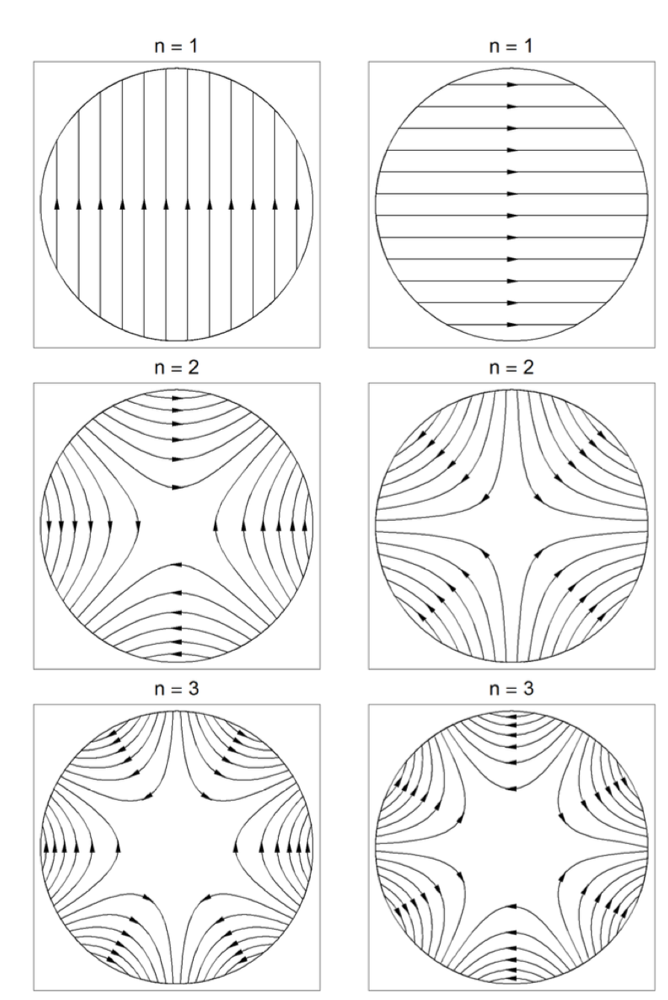 n = 1
n = 1
n = 2
n = 2
n = 3
n = 3